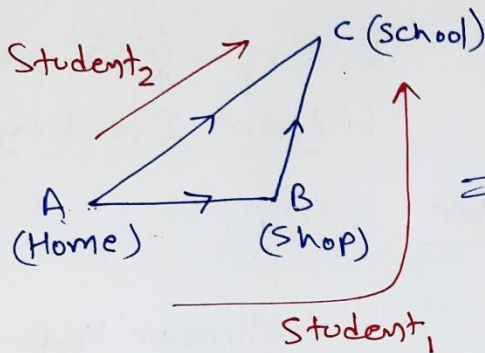 C (School)
Student₂
=
A
B
(Home)
(Shop)
Student₁